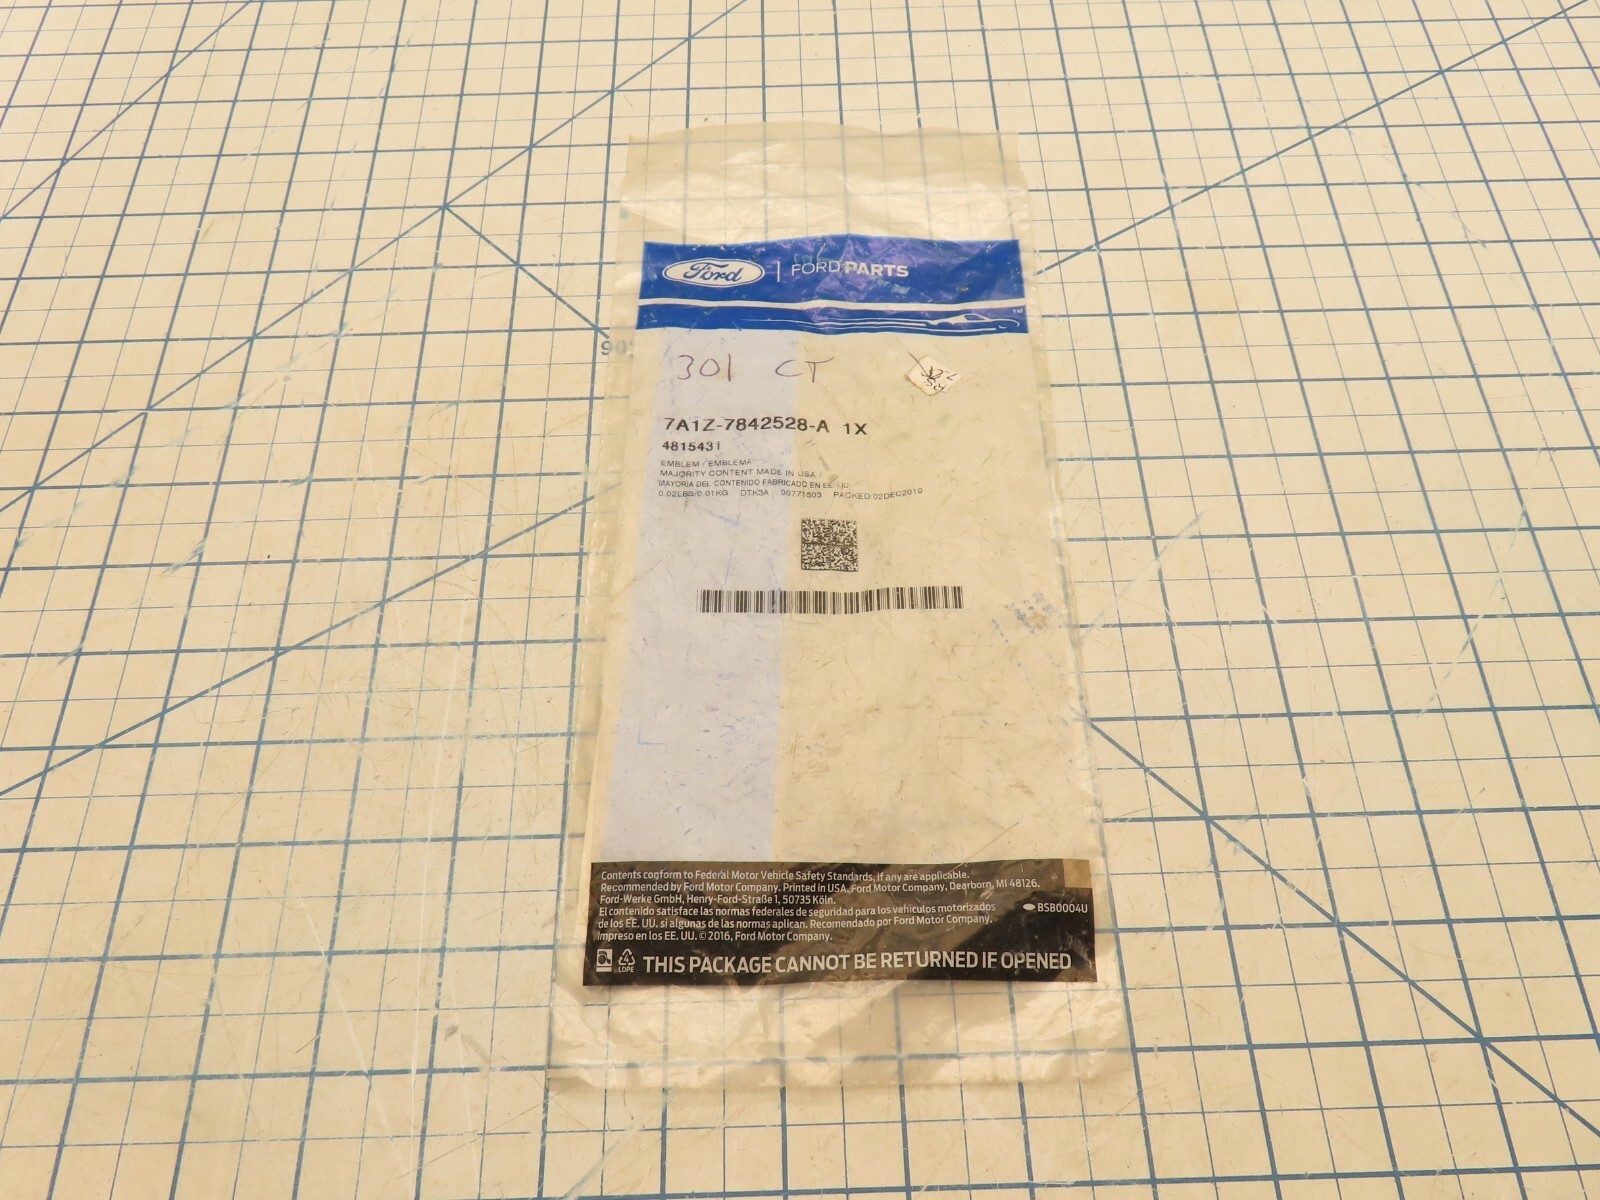 Ford | FORD PARTS
TM
90°
301 CT
7A1Z-7842528-A 1X
4815431
EMBLEM / EMBLEMA
MAJORITY CONTENT MADE IN USA /
MAYORIA DEL CONTENIDO FABRICADO EN EE.
0.02LBS/0.01KG DTK3A 00771303 PACKED:02DEC2019
Contents conform to Federal Motor Vehicle Safety Standards, if any are applicable.
Recommended by Ford Motor Company. Printed in USA, Ford Motor Company, Dearborn, MI 48126.
Ford-Werke GmbH, Henry-Ford-Straße 1, 50735 Köln.
El contenido satisface las normas federales de seguridad para los vehículos motorizados
de los EE. UU. si algunas de las normas aplican. Recomendado por Ford Motor Company.
Impreso en los EE. UU. © 2016, Ford Motor Company.
BSB0004U
4
LDPE
THIS PACKAGE CANNOT BE RETURNED IF OPENED